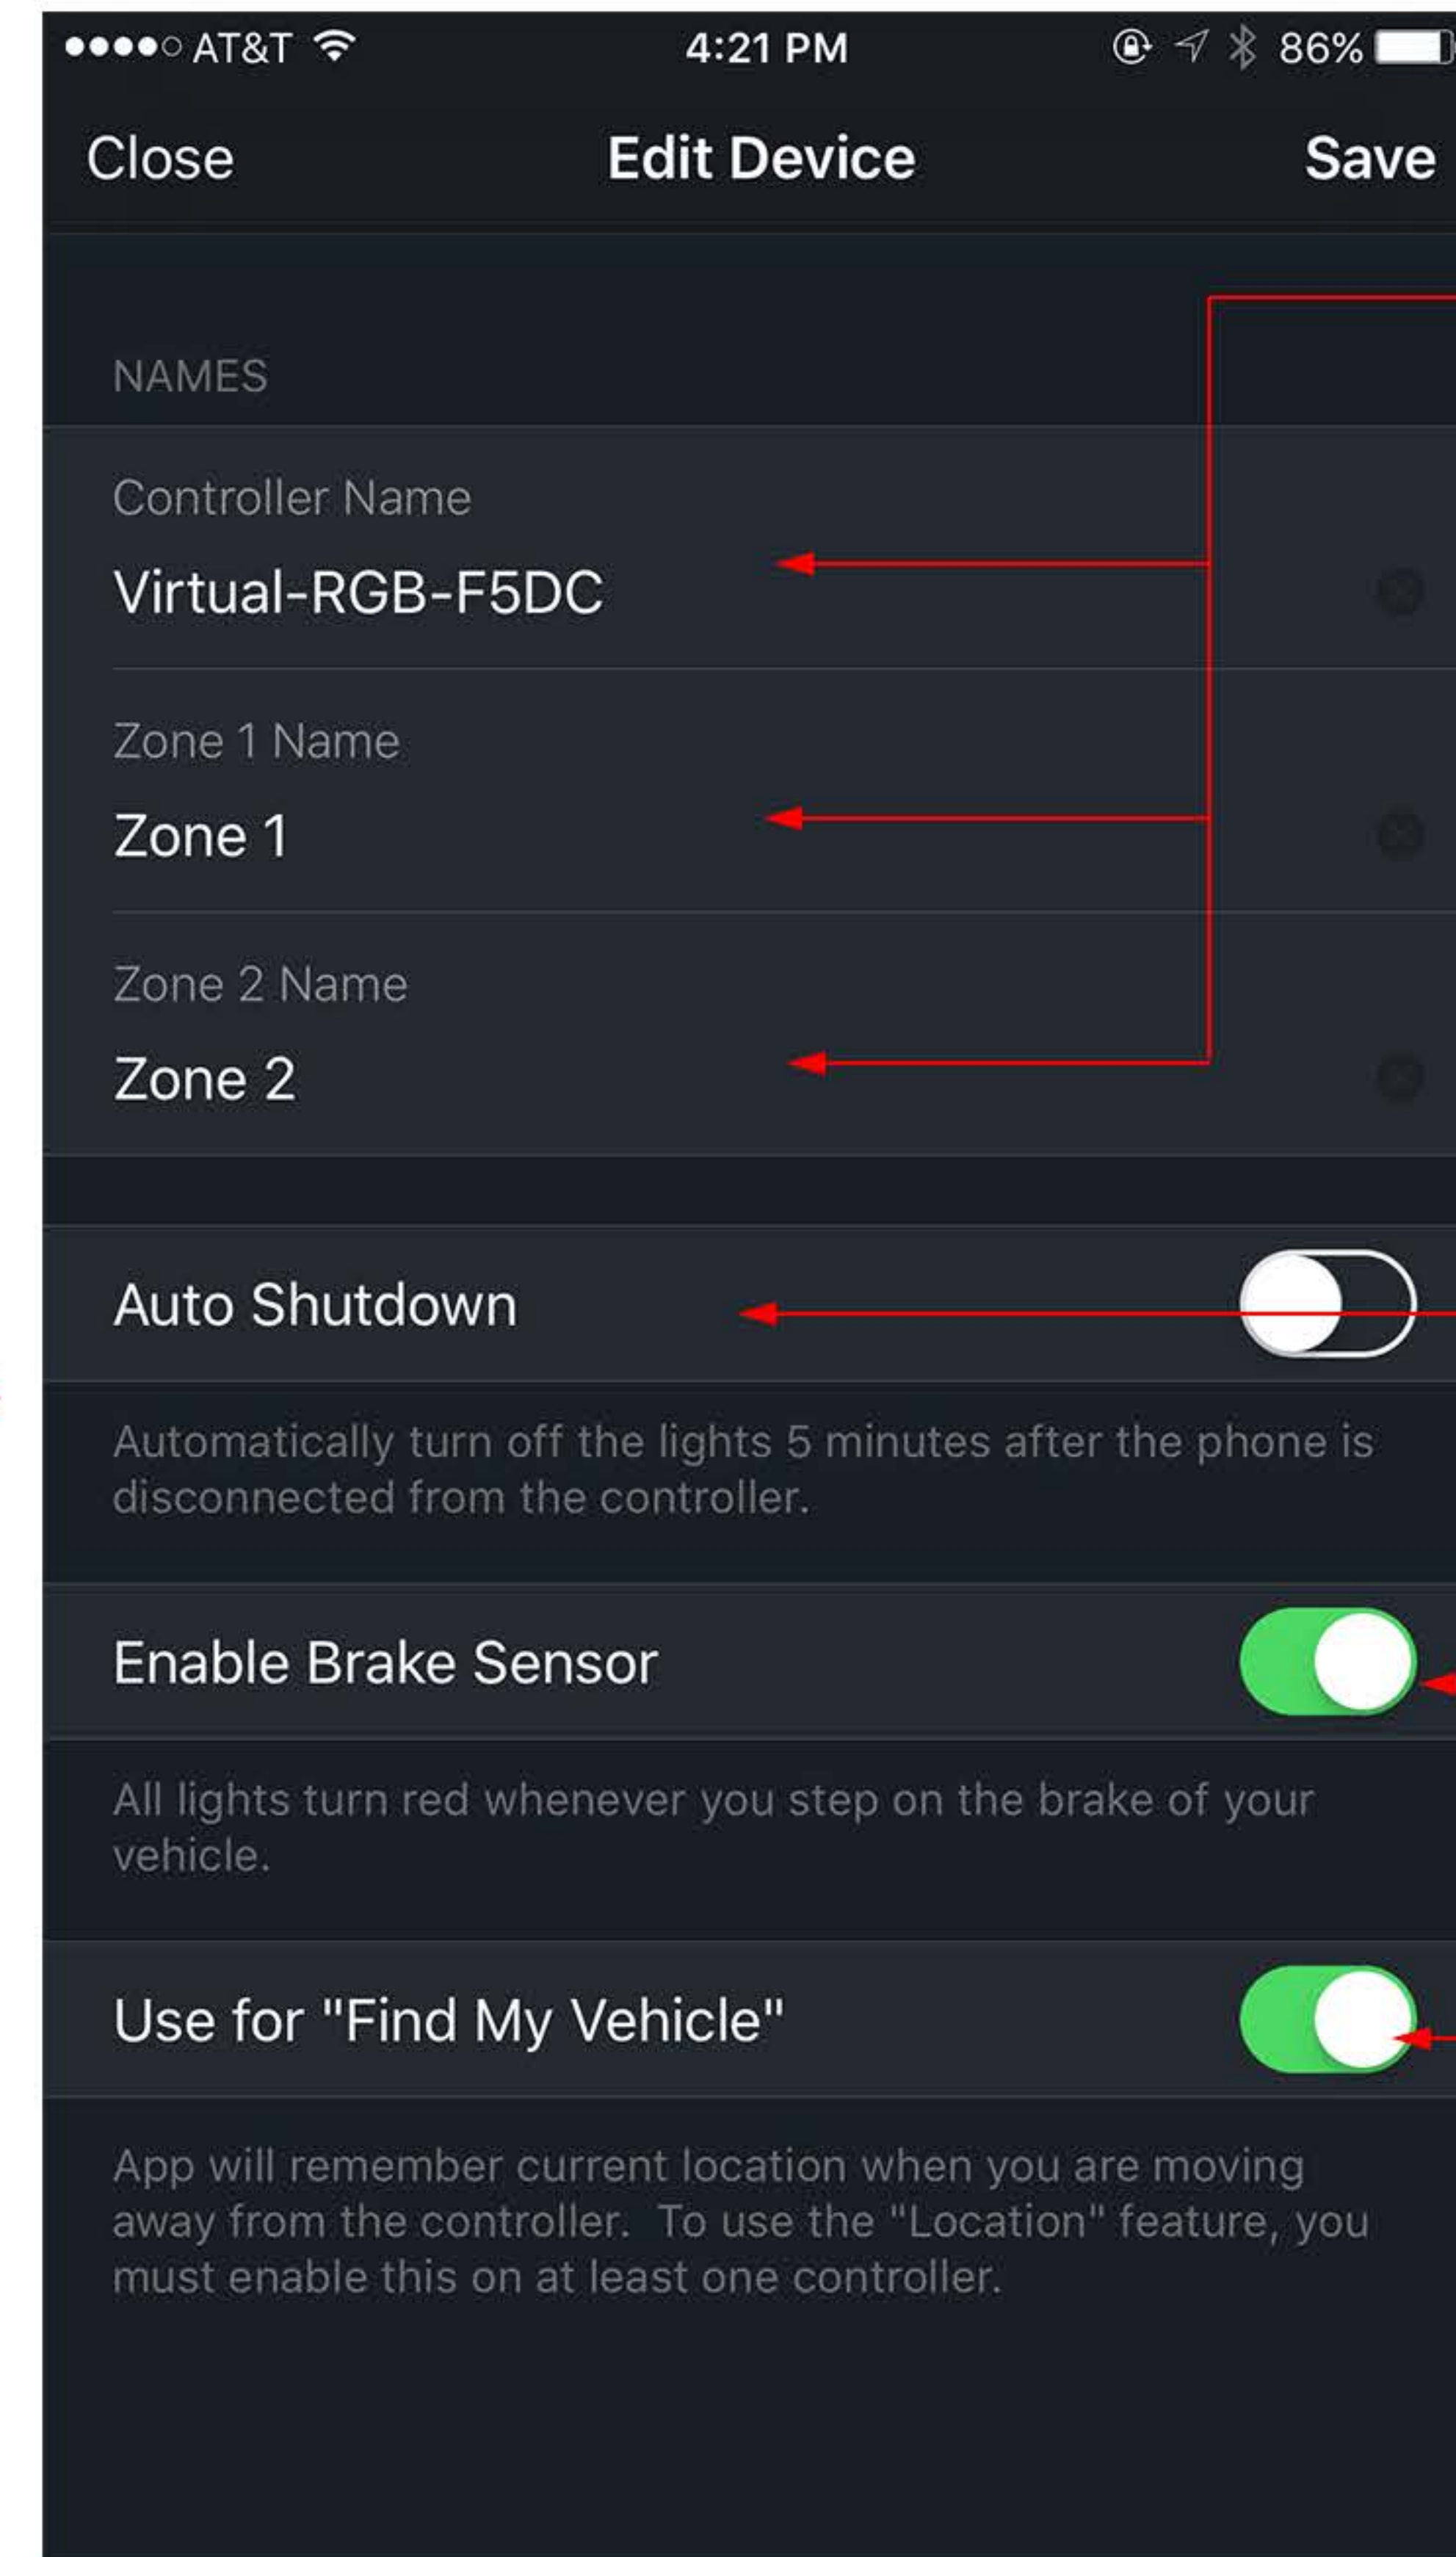 AT&T 4:21 PM 86%
Close Edit Device Save
NAMES
Controller Name
Virtual-RGB-F5DC
Zone 1 Name
Zone 1
Zone 2 Name
Zone 2
Auto Shutdown
Automatically turn off the lights 5 minutes after the phone is
disconnected from the controller.
Enable Brake Sensor
All lights turn red whenever you step on the brake of your
vehicle.
Use for "Find My Vehicle"
App will remember current location when you are moving
away from the controller.  To use the "Location" feature, you
must enable this on at least one controller.